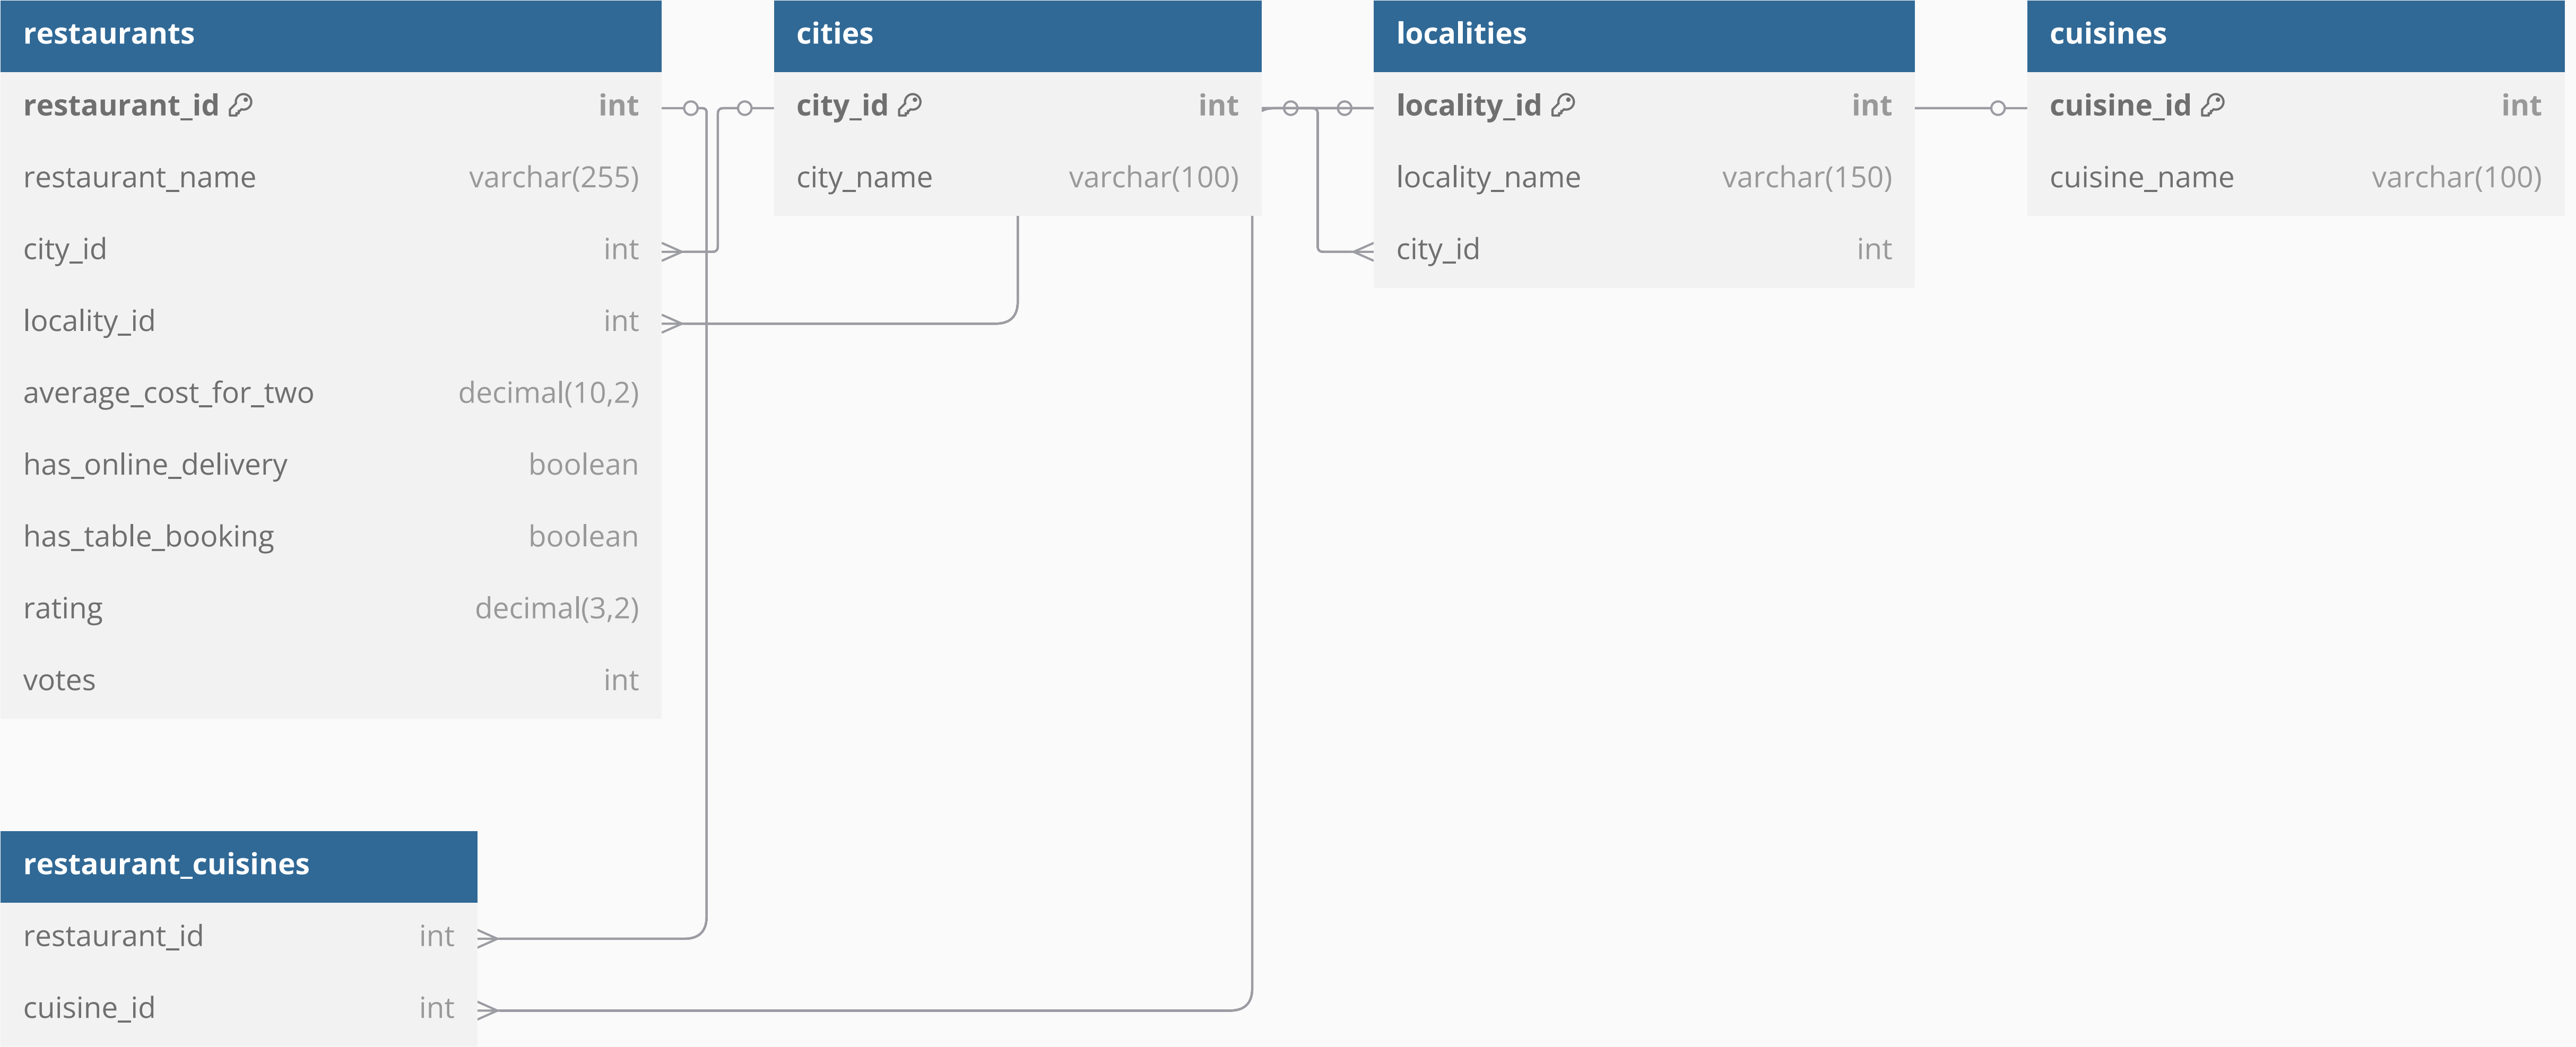 restaurants
restaurant_id int
restaurant_name varchar(255)
city_id int
locality_id int
average_cost_for_two decimal(10,2)
has_online_delivery boolean
has_table_booking boolean
rating decimal(3,2)
votes int
cities
city_id int
city_name varchar(100)
localities
locality_id int
locality_name varchar(150)
city_id int
cuisines
cuisine_id int
cuisine_name varchar(100)
restaurant_cuisines
restaurant_id int
cuisine_id int